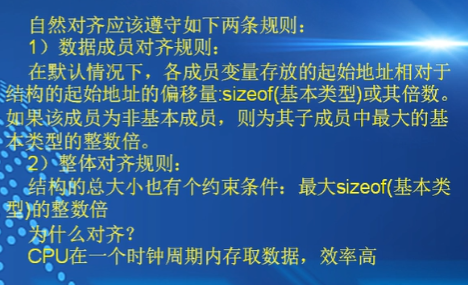 自然对齐应该遵守如下两条规则：
1）数据成员对齐规则：
在默认情况下，各成员变量存放的起始地址相对于
结构的起始地址的偏移量:sizeof(基本类型)或其倍数。
如果该成员为非基本成员，则为其子成员中最大的基
本类型的整数倍。
2）整体对齐规则：
结构的总大小也有个约束条件：最大sizeof(基本类
型)的整数倍
为什么对齐？
CPU在一个时钟周期内存取数据，效率高